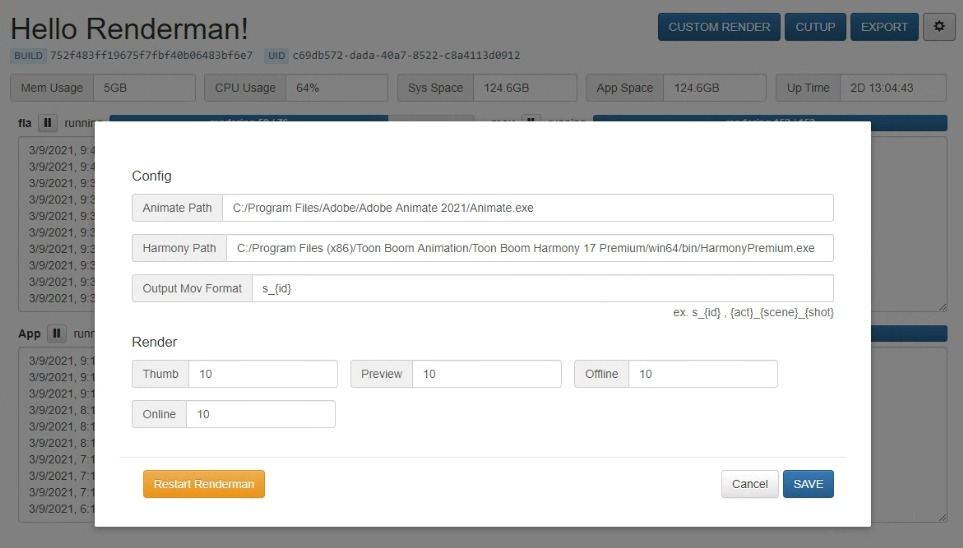 Hello Renderman!
CUSTOM RENDER CUTUP EXPORT
BUILD 752f483ff19675f7fbf40b06483bf6e7 UID c69db572-dada-40a7-8522-c8a4113d0912
Mem Usage 5GB CPU Usage 64% Sys Space 124.6GB App Space 124.6GB Up Time 2D 13:04:43
fla running
3/9/2021, 9:4
3/9/2021, 9:4
3/9/2021, 9:3
3/9/2021, 9:3
3/9/2021, 9:3
3/9/2021, 9:3
3/9/2021, 9:3
3/9/2021, 9:3
3/9/2021, 9:3
3/9/2021, 9:3
App runn
3/9/2021, 9:1
3/9/2021, 9:1
3/9/2021, 9:1
3/9/2021, 8:1
3/9/2021, 8:1
3/9/2021, 8:1
3/9/2021, 7:1
3/9/2021, 7:1
3/9/2021, 7:1
3/9/2021, 6:1
Config
Animate Path C:/Program Files/Adobe/Adobe Animate 2021/Animate.exe
Harmony Path C:/Program Files (x86)/Toon Boom Animation/Toon Boom Harmony 17 Premium/win64/bin/HarmonyPremium.exe
Output Mov Format s_{id}
ex. s_{id} , {act}_{scene}_{shot}
Render
Thumb 10 Preview 10 Offline 10
Online 10
Restart Renderman Cancel SAVE